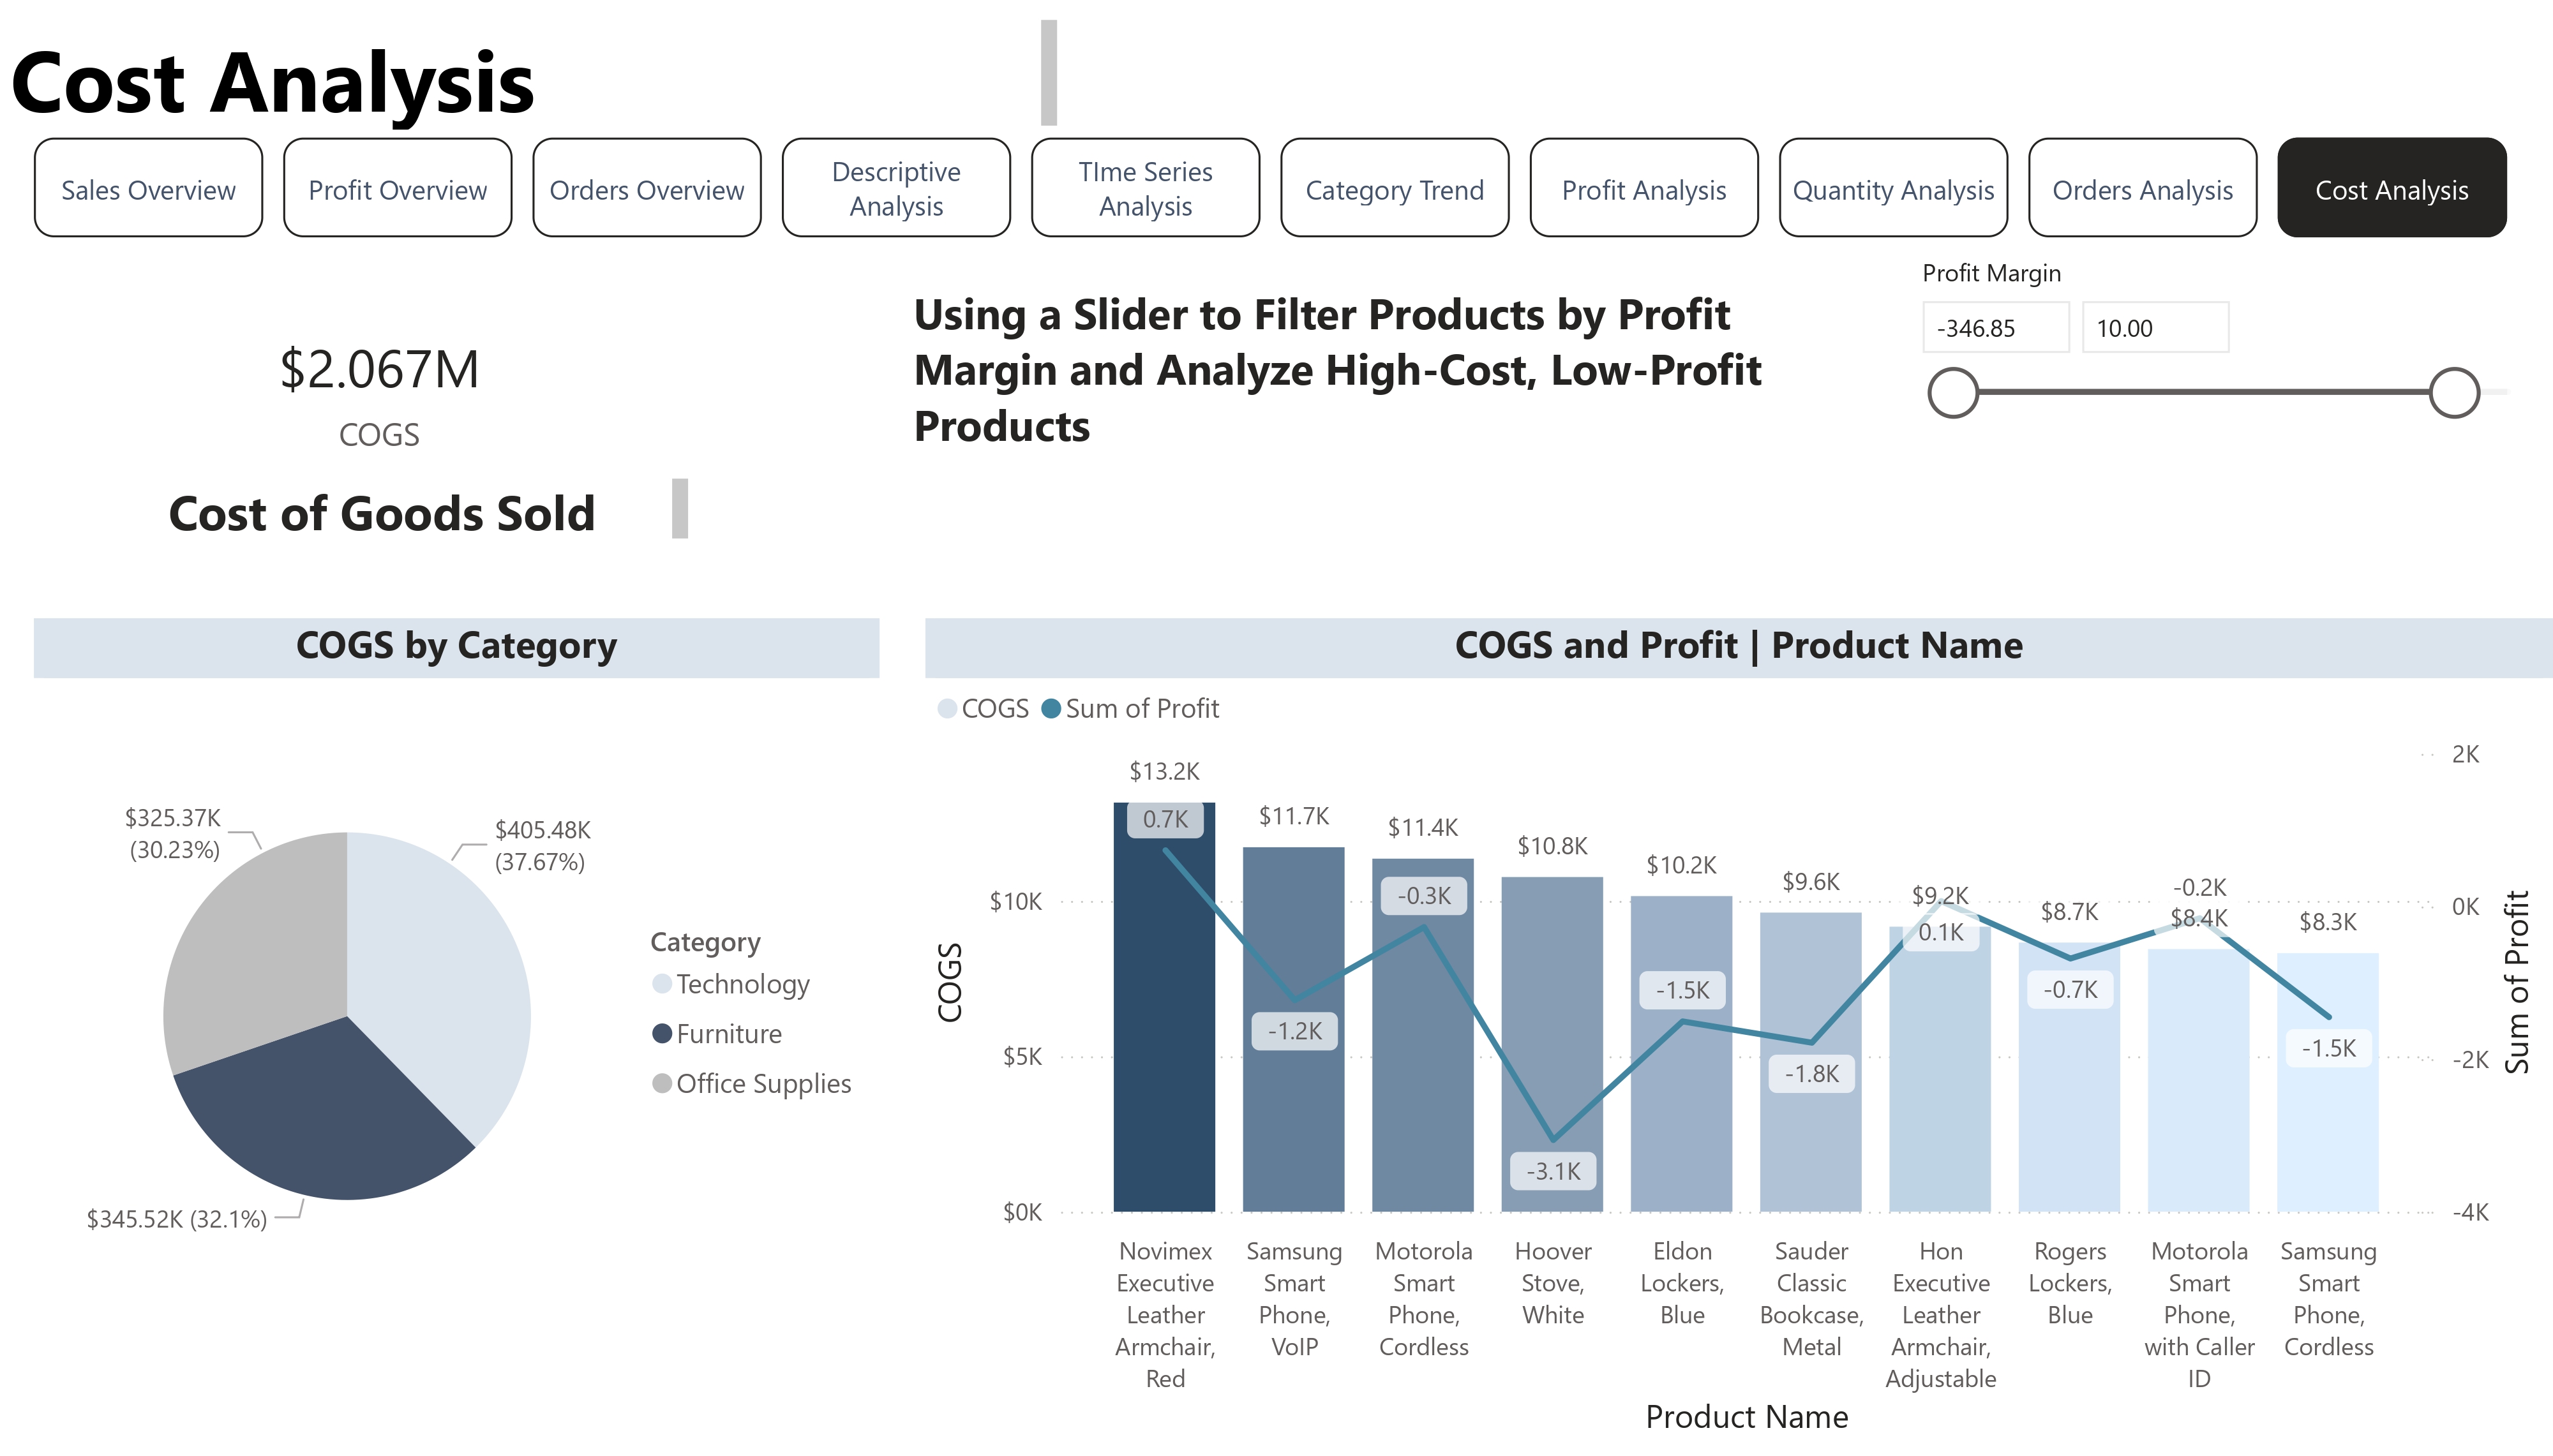 Cost Analysis
Sales Overview
Profit Overview
Orders Overview
Descriptive
Analysis
TIme Series
Analysis
Category Trend
Profit Analysis
Quantity Analysis
Orders Analysis
Cost Analysis
$2.067M
COGS
Cost of Goods Sold
Using a Slider to Filter Products by Profit
Margin and Analyze High-Cost, Low-Profit
Products
Profit Margin
-346.85
10.00
COGS by Category
$325.37K
(30.23%)
$405.48K
(37.67%)
$345.52K (32.1%)
Category
Technology
Furniture
Office Supplies
COGS and Profit | Product Name
COGS
Sum of Profit
COGS
$10K
$5K
$0K
$13.2K
$11.7K
$11.4K
$10.8K
$10.2K
$9.6K
$9.2K
$8.7K
$8.4K
$8.3K
0.7K
-1.2K
-0.3K
-3.1K
-1.5K
-1.8K
0.1K
-0.7K
-0.2K
-1.5K
2K
0K
-2K
-4K
Sum of Profit
Novimex
Executive
Leather
Armchair,
Red
Samsung
Smart
Phone,
VoIP
Motorola
Smart
Phone,
Cordless
Hoover
Stove,
White
Eldon
Lockers,
Blue
Sauder
Classic
Bookcase,
Metal
Hon
Executive
Leather
Armchair,
Adjustable
Rogers
Lockers,
Blue
Motorola
Smart
Phone,
with Caller
ID
Samsung
Smart
Phone,
Cordless
Product Name